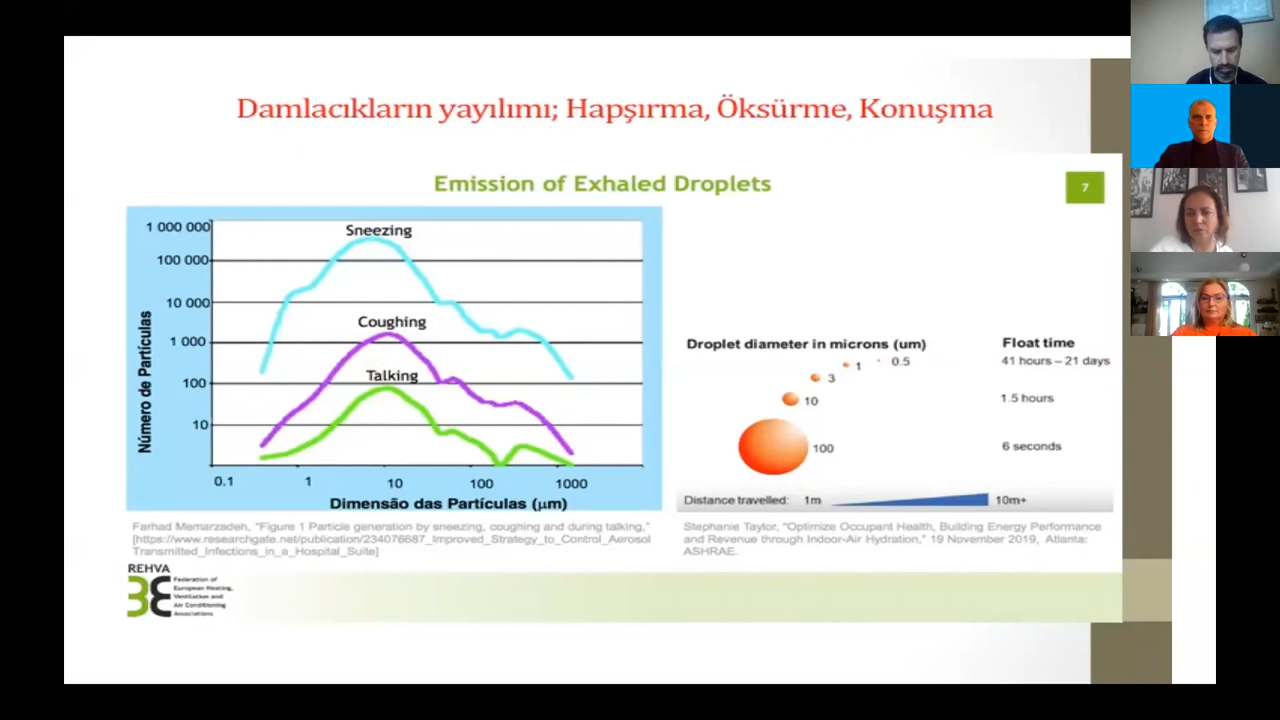 Damlacıkların yayılımı; Hapşırma, Öksürme, Konuşma
Emission of Exhaled Droplets
7
1 000 000
100 000
10 000
1 000
100
10
Número de Partículas
Sneezing
Coughing
Talking
0.1 1 10 100 1000
Dimensão das Partículas (μm)
Farhad Memarzadeh, "Figure 1 Particle generation by sneezing, coughing and during talking,"
[https://www.researchgate.net/publication/234076687_Improved_Strategy_to_Control_Aerosol
Transmitted_Infections_in_a_Hospital_Suite]
Droplet diameter in microns (um)
Float time
0.5
41 hours – 21 days
1
3
10
1.5 hours
100
6 seconds
Distance travelled: 1m 10m+
Stephanie Taylor, "Optimize Occupant Health, Building Energy Performance
and Revenue through Indoor-Air Hydration," 19 November 2019, Atlanta:
ASHRAE.
REHVA
Federation of
European Heating,
Ventilation and
Air Conditioning
Associations